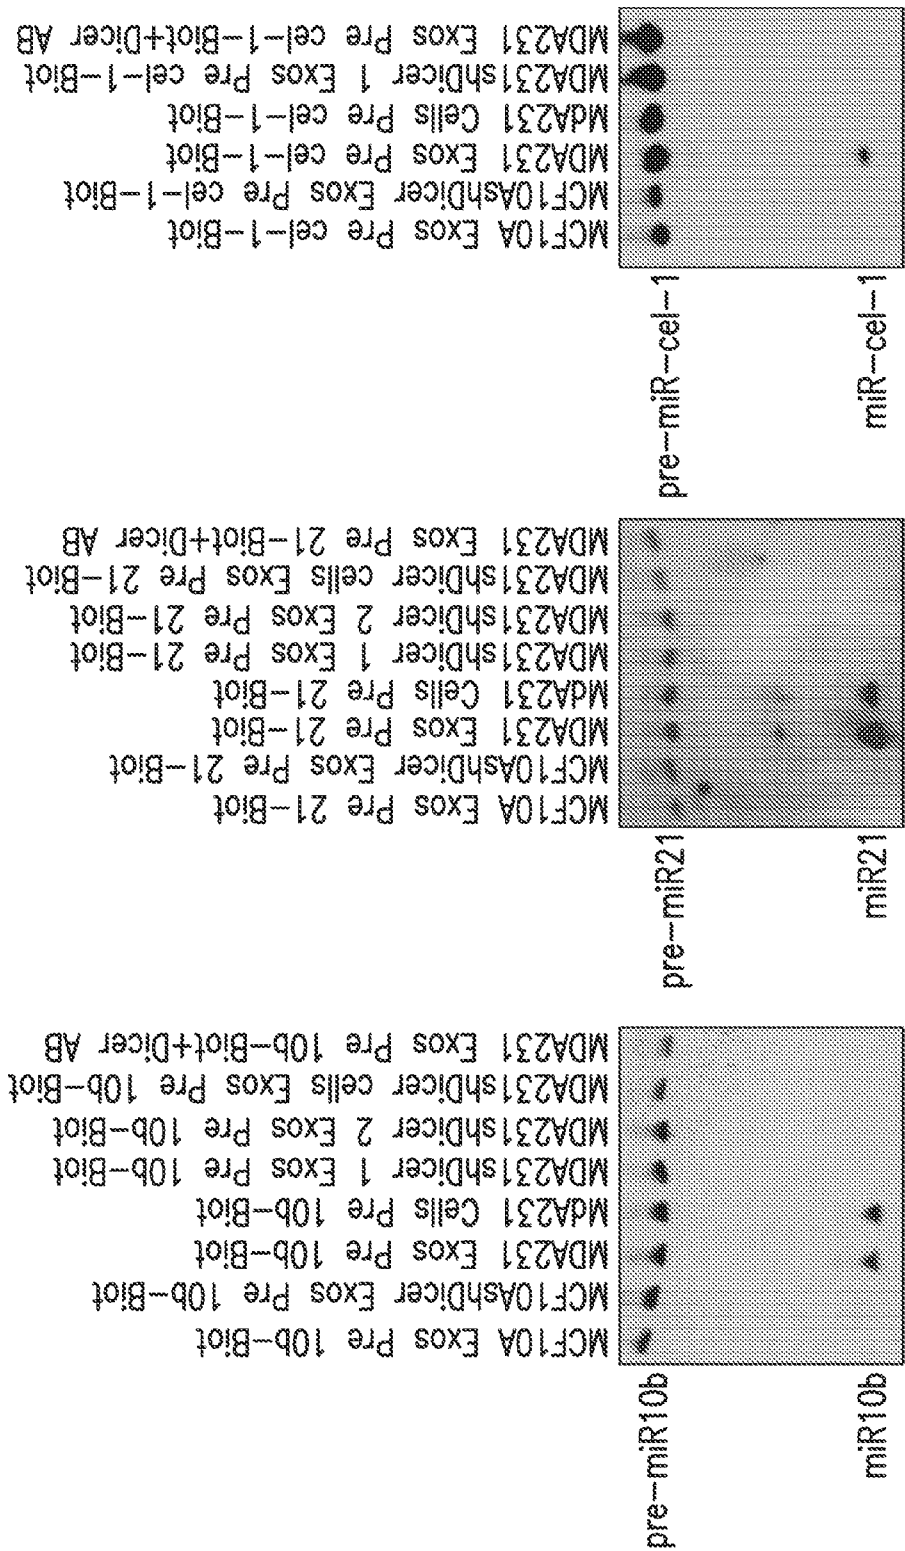 MDA231 Exos Pre cel-1-Biot+Dicer AB
MDA231shDicer 1 Exos Pre cel-1-Biot
MdA231 Cells Pre cel-1-Biot
MDA231 Exos Pre cel-1-Biot
MCF10AshDicer Exos Pre cel-1-Biot
MCF10A Exos Pre cel-1-Biot
pre-miR-cel-1
miR-cel-1
MDA231 Exos Pre 21-Biot+Dicer AB
MDA231shDicer cells Exos Pre 21-Biot
MDA231shDicer 2 Exos Pre 21-Biot
MDA231shDicer 1 Exos Pre 21-Biot
MdA231 Cells Pre 21-Biot
MDA231 Exos Pre 21-Biot
MCF10AshDicer Exos Pre 21-Biot
MCF10A Exos Pre 21-Biot
pre-miR21
miR21
MDA231 Exos Pre 10b-Biot+Dicer AB
MDA231shDicer cells Exos Pre 10b-Biot
MDA231shDicer 2 Exos Pre 10b-Biot
MDA231shDicer 1 Exos Pre 10b-Biot
MdA231 Cells Pre 10b-Biot
MDA231 Exos Pre 10b-Biot
MCF10AshDicer Exos Pre 10b-Biot
MCF10A Exos Pre 10b-Biot
pre-miR10b
miR10b